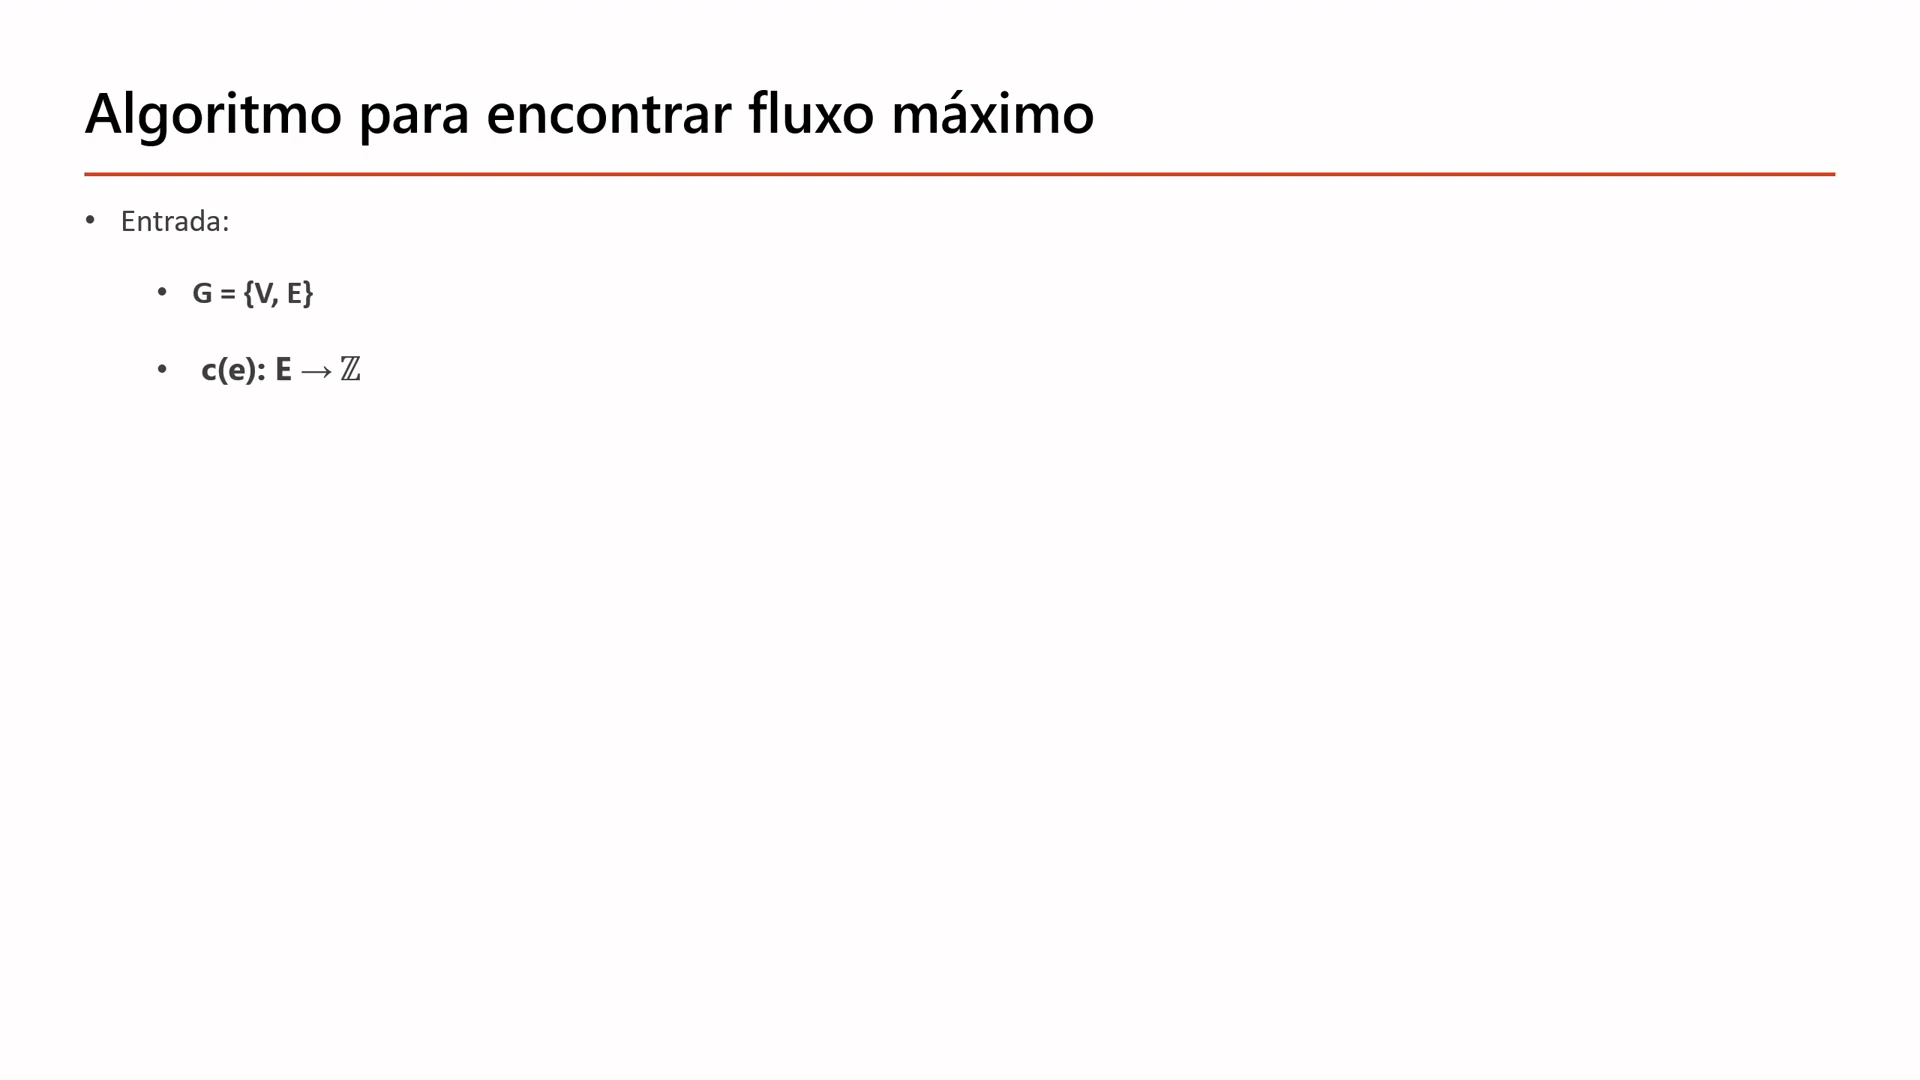 Algoritmo para encontrar fluxo máximo
• Entrada:
• G = {V, E}
• c(e): E → ℤ